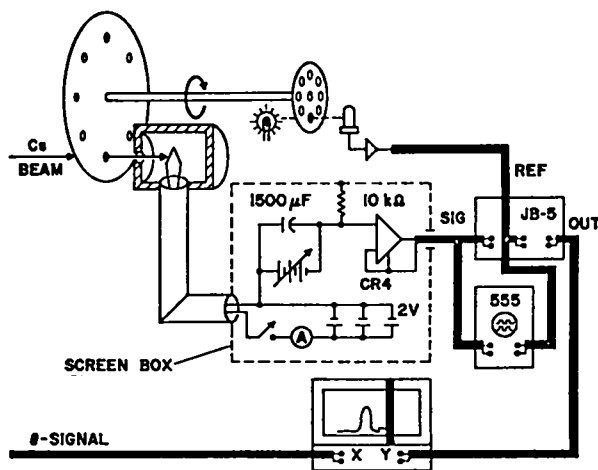 Cs
BEAM
REF
1500 μF
10 kΩ
SIG
JB-5
OUT
CR4
555
2V
A
SCREEN BOX
θ-SIGNAL
X
Y